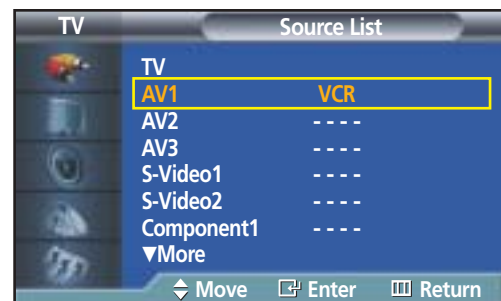 TV Source List
TV
AV1 VCR
AV2 - - - -
AV3 - - - -
S-Video1 - - - -
S-Video2 - - - -
Component1 - - - -
▼More
Move Enter Return